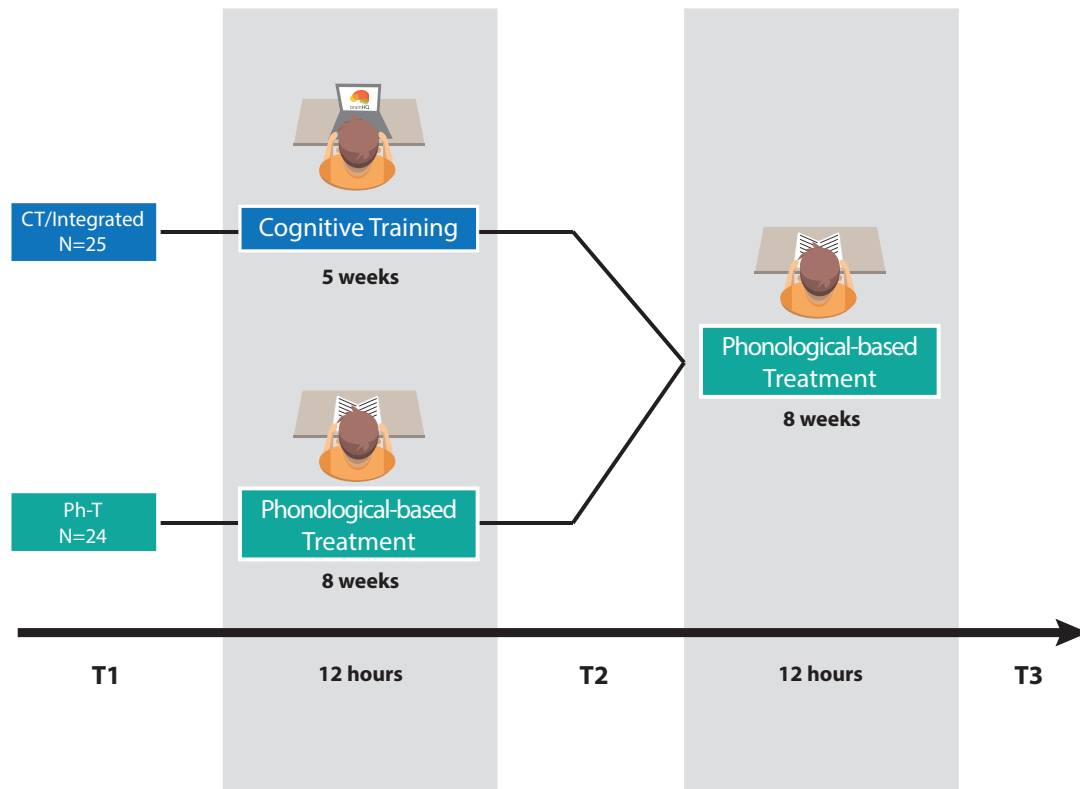 brainHQ
CT/Integrated
N=25
Cognitive Training
5 weeks
Phonological-based
Treatment
8 weeks
Ph-T
N=24
Phonological-based
Treatment
8 weeks
T1
12 hours
T2
12 hours
T3